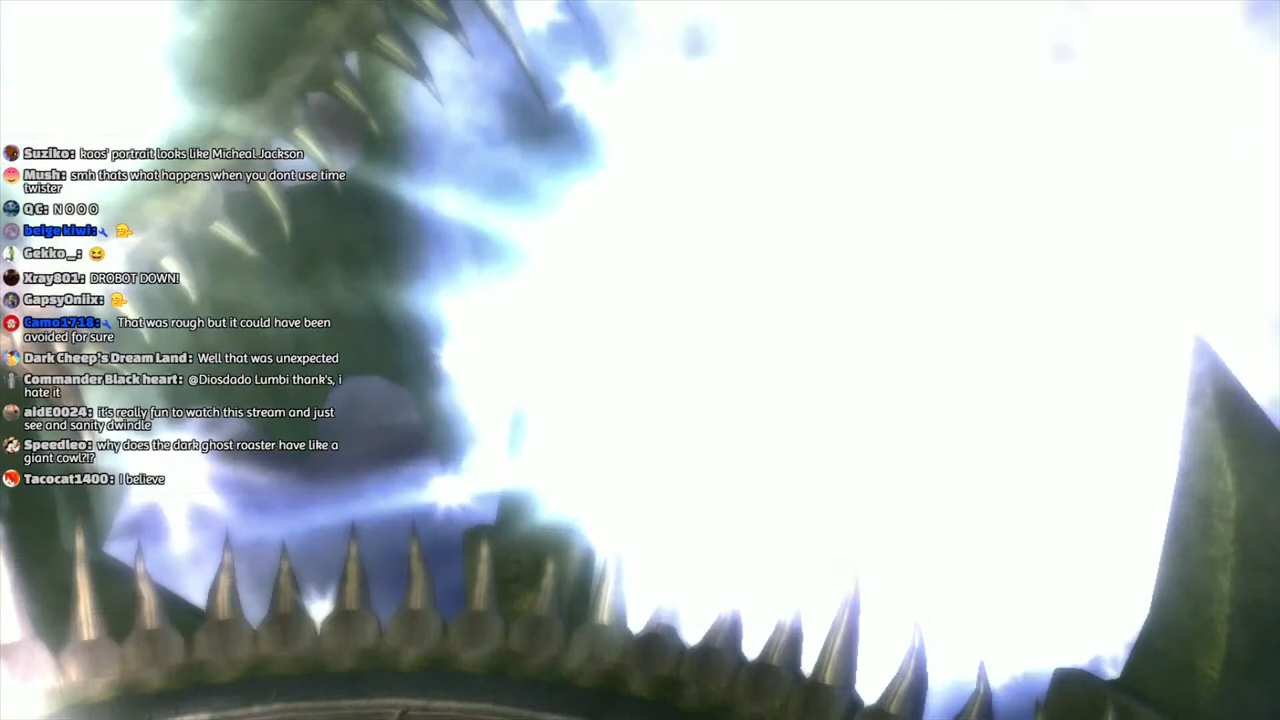 Suziko: kaos' portrait looks like Micheal Jackson
Mush: smh thats what happens when you dont use time
twister
QC: N O O O
beige kiwi:
Gekko_:
Xray801: DROBOT DOWN!
GapsyOnlix:
Camo1718: That was rough but it could have been
avoided for sure
Dark Cheep's Dream Land: Well that was unexpected
Commander Black heart: @Diosdado Lumbi thank's, i
hate it
aidE0024: it's really fun to watch this stream and just
see and sanity dwindle
Speedleo: why does the dark ghost roaster have like a
giant cowl?!?
Tacocat1400: I believe